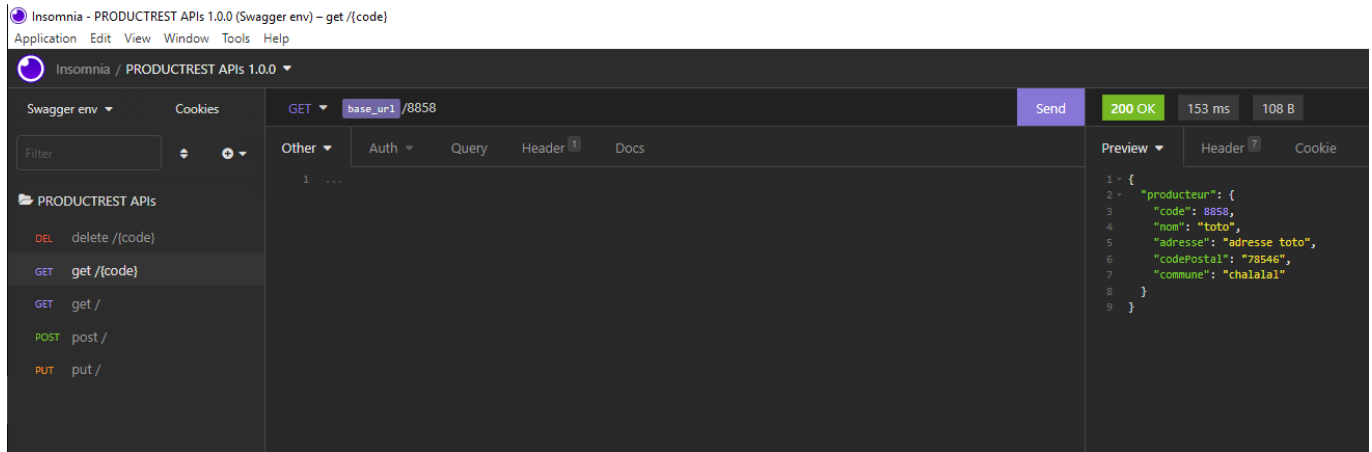 Insomnia - PRODUCTREST APIs 1.0.0 (Swagger env) – get /{code}
Application Edit View Window Tools Help
Insomnia / PRODUCTREST APIs 1.0.0
Swagger env Cookies
GET base_url /8858 Send
200 OK 153 ms 108 B
Filter
Other Auth Query Header 1 Docs
Preview Header 7 Cookie
1 ...
PRODUCTREST APIs
DEL delete /{code}
GET get /{code}
GET get /
POST post /
PUT put /
1 {
2 "producteur": {
3 "code": 8858,
4 "nom": "toto",
5 "adresse": "adresse toto",
6 "codePostal": "78546",
7 "commune": "chalalal"
8 }
9 }